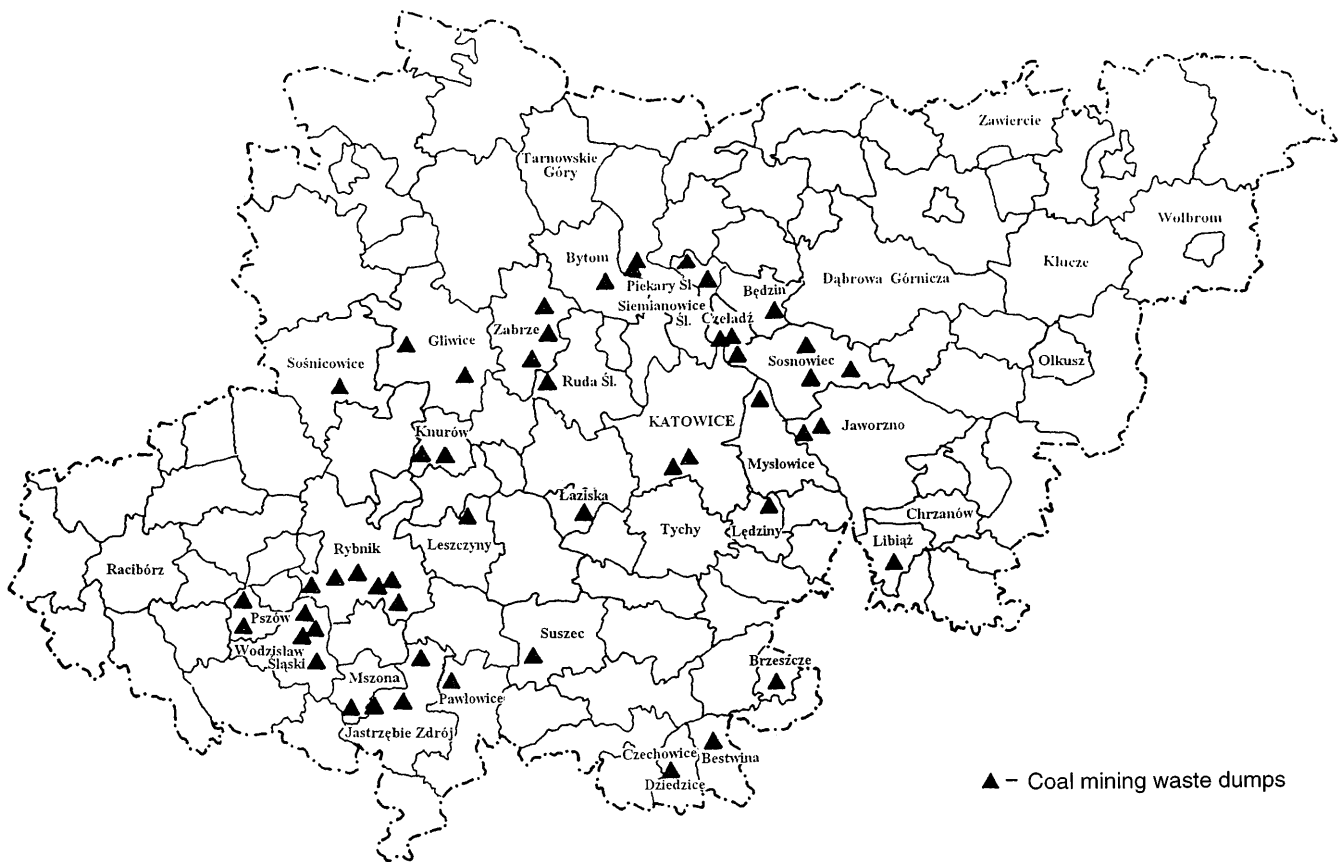 Zawiercie
Tarnowskie
Góry
Wolbrom
Bytom
Klucze
Dąbrowa Górnicza
Piekary Śl
Będzin
Siemianowice
Śl.
Czeladź
Zabrze
Gliwice
Sośnicowice
Sosnowiec
Olkusz
Ruda Śl.
KATOWICE
Jaworzno
Knurów
Mysłowice
Łaziska
Chrzanów
Tychy
Lędziny
Libiąż
Leszczyny
Rybnik
Racibórz
Pszów
Suszec
Wodzisław
Śląski
Brzeszcze
Mszona
Pawłowice
Jastrzębie Zdrój
Czechowice
Dziedzice
Bestwina
– Coal mining waste dumps